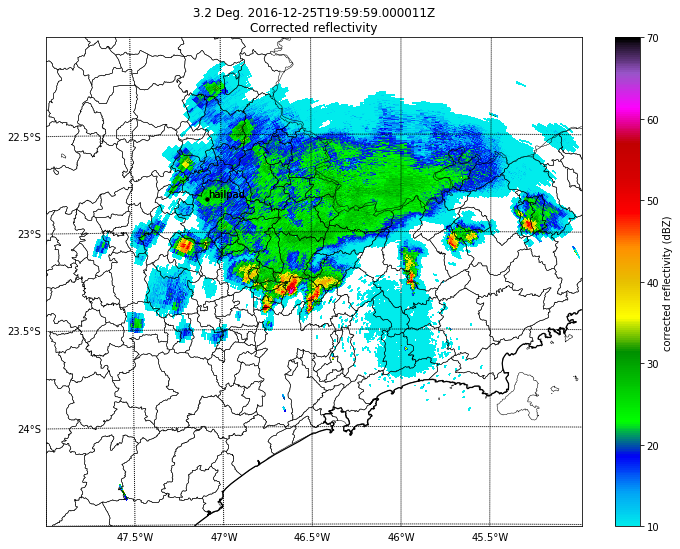 3.2 Deg. 2016-12-25T19:59:59.000011Z
Corrected reflectivity
22.5°S
23°S
23.5°S
24°S
47.5°W
47°W
46.5°W
46°W
45.5°W
hailpad
70
60
50
40
30
20
10
corrected reflectivity (dBZ)